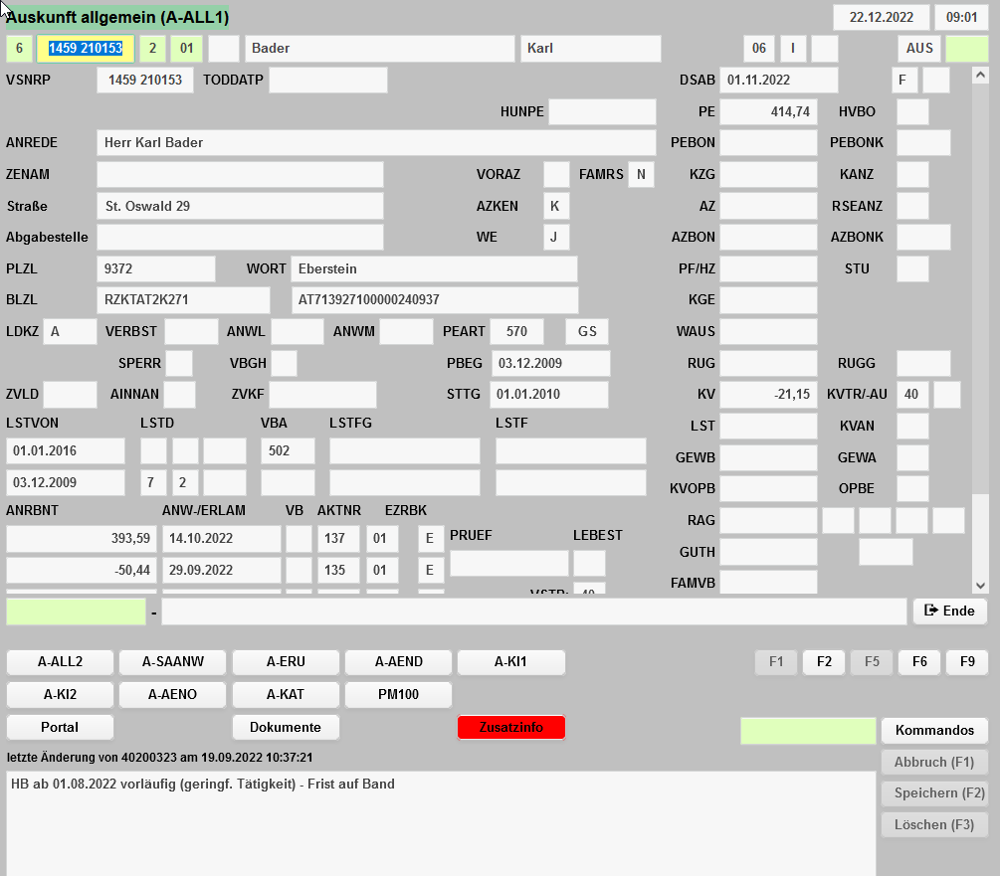 Auskunft allgemein (A-ALL1) 22.12.2022 09:01
6 1459 210153 2 01 Bader Karl 06 I AUS
VSNRP 1459 210153 TODDATP DSAB 01.11.2022 F
HUNPE PE 414,74 HVBO
ANREDE Herr Karl Bader PEBON PEBONK
ZENAM VORAZ FAMRS N KZG KANZ
Straße St. Oswald 29 AZKEN K AZ RSEANZ
Abgabestelle WE J AZBON AZBONK
PLZL 9372 WORT Eberstein PF/HZ STU
BLZL RZKTAT2K271 AT713927100000240937 KGE
LDKZ A VERBST ANWL ANWM PEART 570 GS WAUS
SPERR VBGH PBEG 03.12.2009 RUG RUGG
ZVLD AINNAN ZVKF STTG 01.01.2010 KV -21,15 KVTR/-AU 40
LSTVON LSTD VBA LSTFG LSTF LST KVAN
01.01.2016 502 GEWB GEWA
03.12.2009 7 2 KVOPB OPBE
ANRBNT ANW-/ERLAM VB AKTNR EZRBK RAG
393,59 14.10.2022 137 01 E PRUEF LEBEST GUTH
-50,44 29.09.2022 135 01 E FAMVB
- Ende
A-ALL2 A-SAANW A-ERU A-AEND A-KI1 F1 F2 F5 F6 F9
A-KI2 A-AENO A-KAT PM100
Portal Dokumente Zusatzinfo Kommandos
letzte Änderung von 40200323 am 19.09.2022 10:37:21 Abbruch (F1)
HB ab 01.08.2022 vorläufig (geringf. Tätigkeit) - Frist auf Band Speichern (F2)
Löschen (F3)